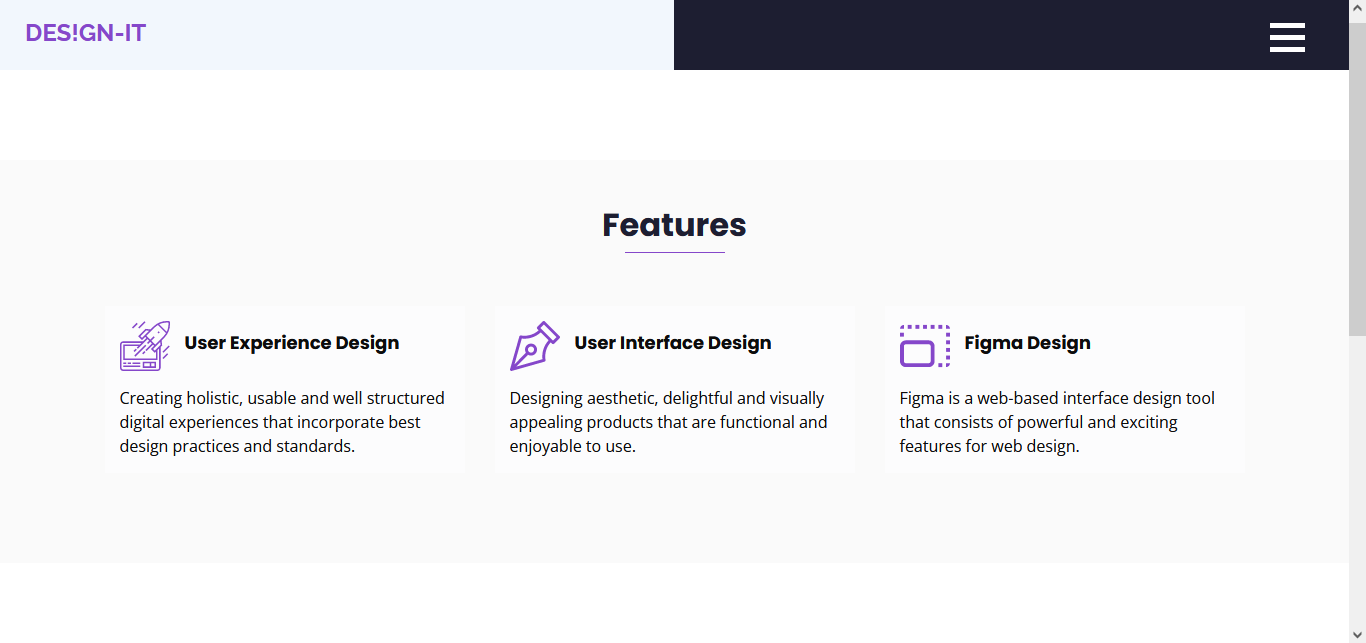 DES!GN-IT
Features
User Experience Design
Creating holistic, usable and well structured
digital experiences that incorporate best
design practices and standards.
User Interface Design
Designing aesthetic, delightful and visually
appealing products that are functional and
enjoyable to use.
Figma Design
Figma is a web-based interface design tool
that consists of powerful and exciting
features for web design.